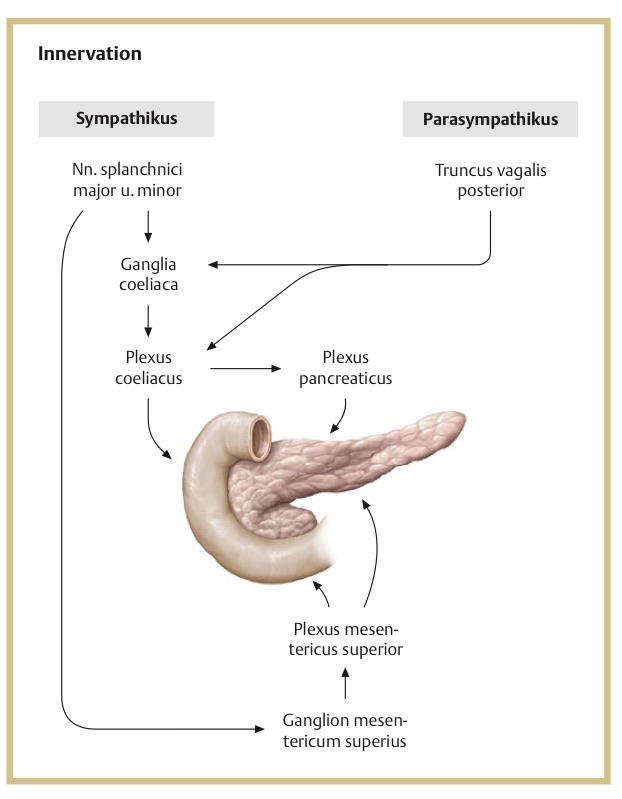 Innervation
Sympathikus
Parasympathikus
Nn. splanchnici
major u. minor
Truncus vagalis
posterior
Ganglia
coeliaca
Plexus
coeliacus
Plexus
pancreaticus
Plexus mesen-
tericus superior
Ganglion mesen-
tericum superius